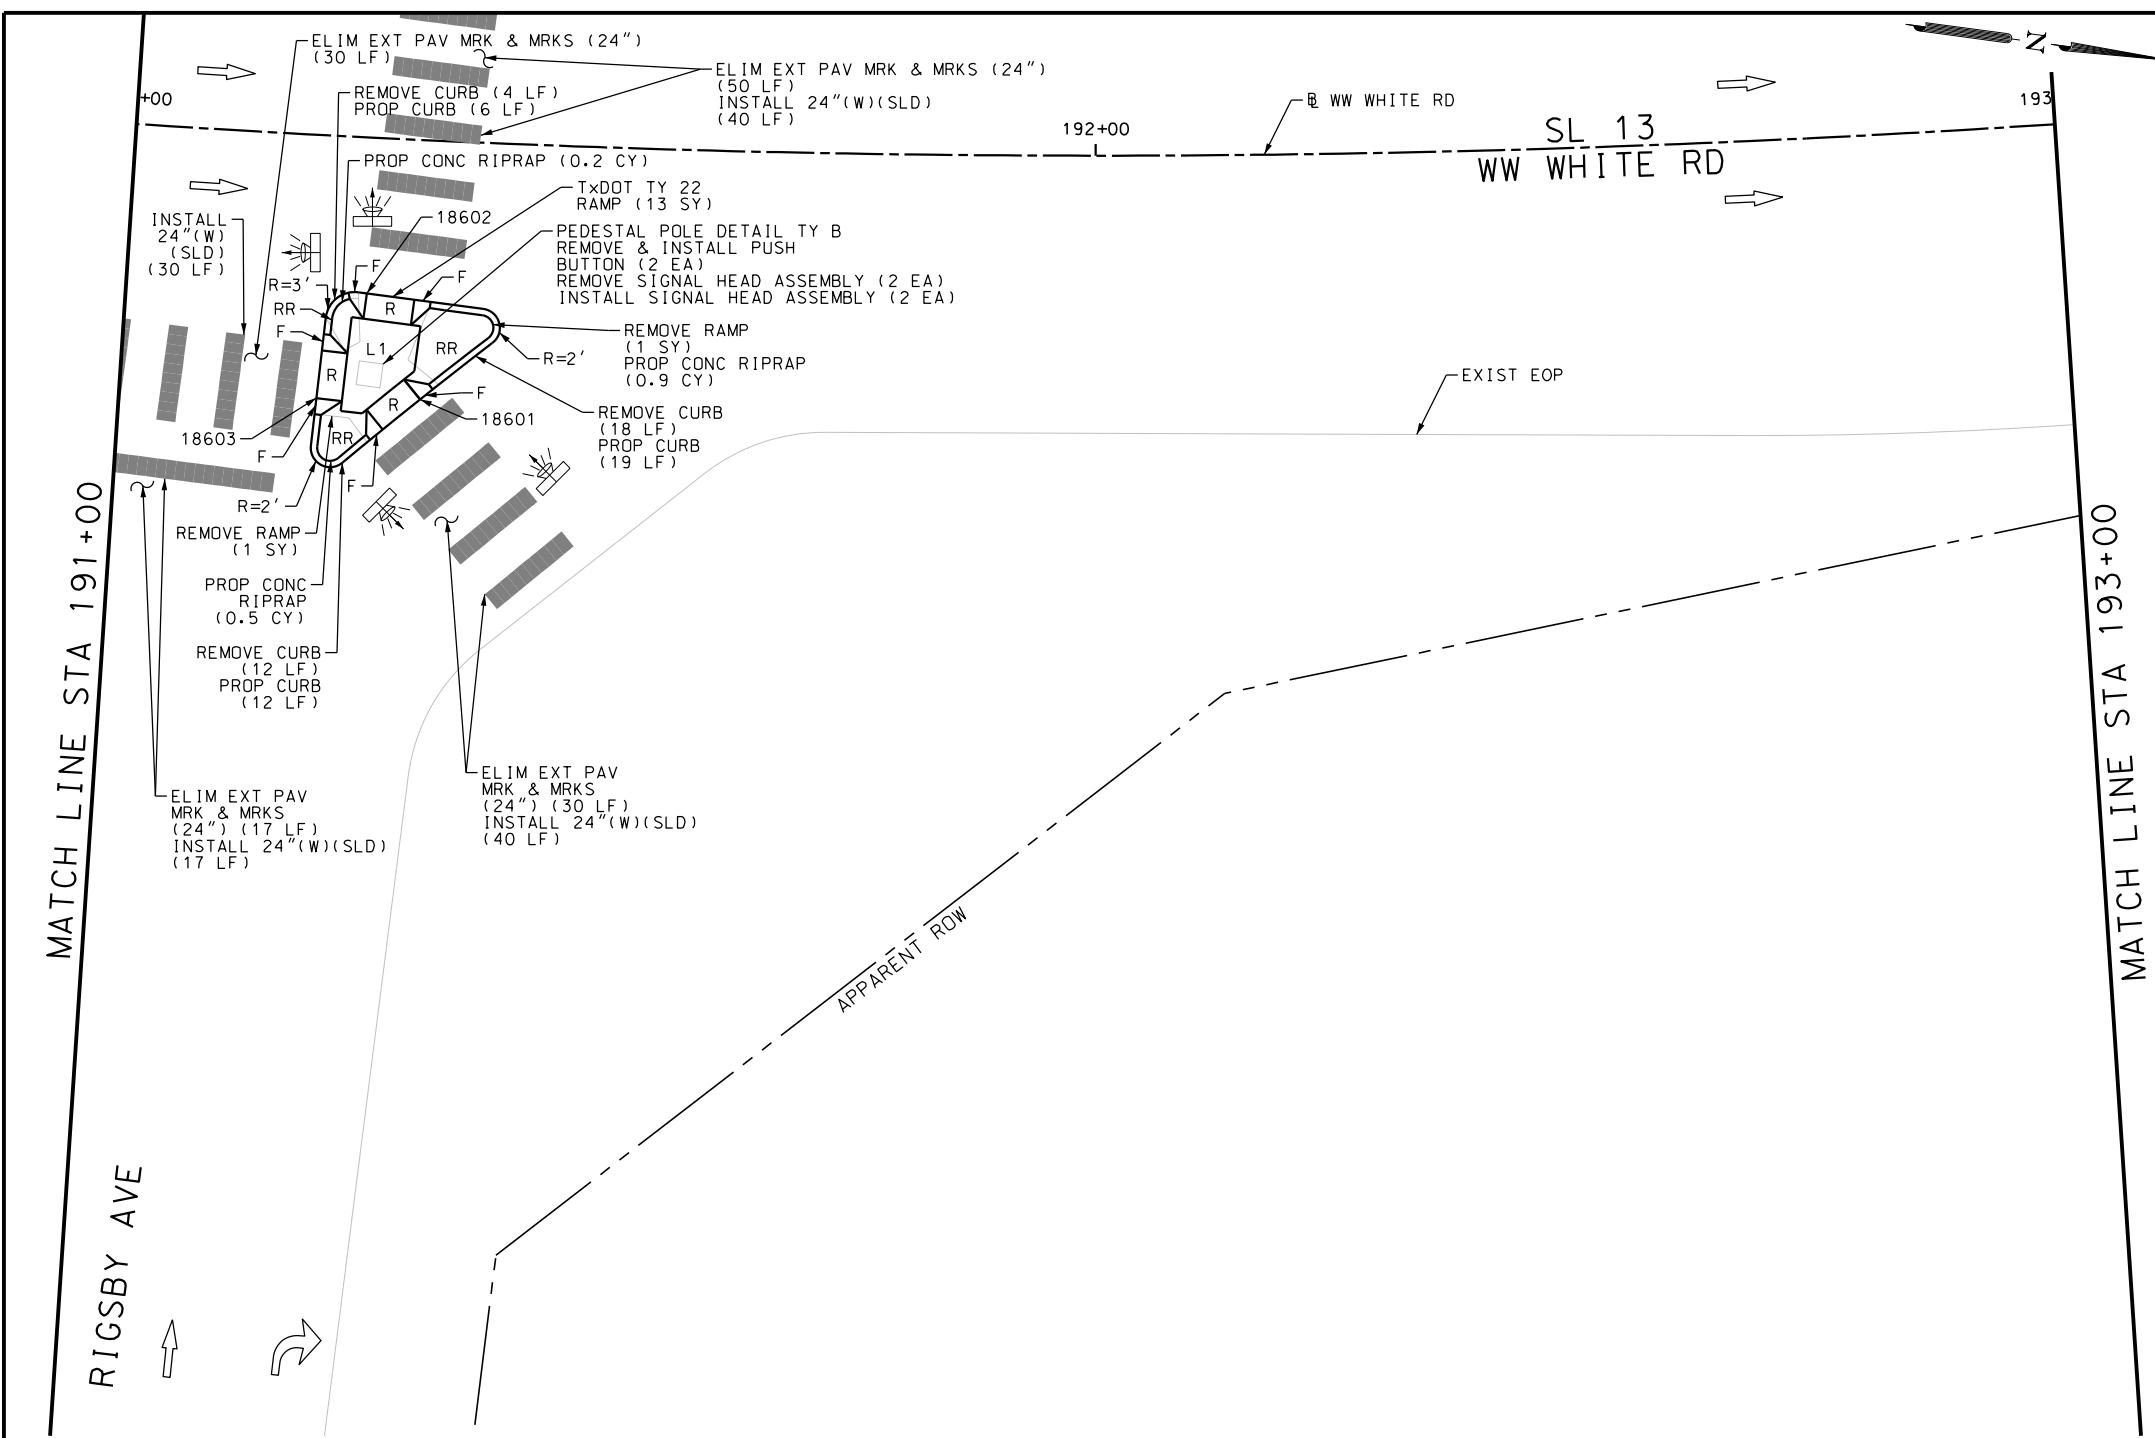 ELIM EXT PAV MRK & MRKS (24")
(30 LF)
REMOVE CURB (4 LF)
PROP CURB (6 LF)
ELIM EXT PAV MRK & MRKS (24")
(50 LF)
INSTALL 24"(W)(SLD)
(40 LF)
+00
192+00
WW WHITE RD
SL 13
WW WHITE RD
193
N
PROP CONC RIPRAP (0.2 CY)
TxDOT TY 22
RAMP (13 SY)
18602
INSTALL
24"(W)
(SLD)
(30 LF)
PEDESTAL POLE DETAIL TY B
REMOVE & INSTALL PUSH
BUTTON (2 EA)
REMOVE SIGNAL HEAD ASSEMBLY (2 EA)
INSTALL SIGNAL HEAD ASSEMBLY (2 EA)
F
F
R=3'
RR
F
R
L1
RR
R
R
RR
REMOVE RAMP
(1 SY)
PROP CONC RIPRAP
(0.9 CY)
R=2'
F
18601
REMOVE CURB
(18 LF)
PROP CURB
(19 LF)
EXIST EOP
18603
F
F
R=2'
REMOVE RAMP
(1 SY)
PROP CONC
RIPRAP
(0.5 CY)
REMOVE CURB
(12 LF)
PROP CURB
(12 LF)
ELIM EXT PAV
MRK & MRKS
(24") (17 LF)
INSTALL 24"(W)(SLD)
(17 LF)
ELIM EXT PAV
MRK & MRKS
(24") (30 LF)
INSTALL 24"(W)(SLD)
(40 LF)
MATCH LINE STA 191+00
MATCH LINE STA 193+00
APPARENT ROW
RIGSBY AVE